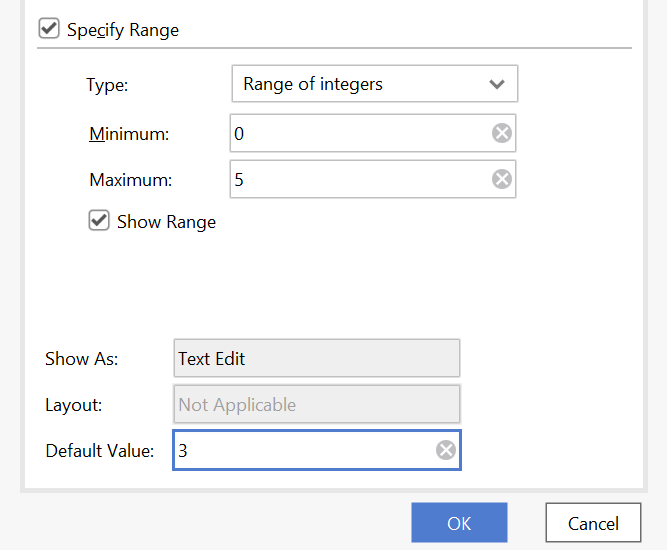 Specify Range
Type: Range of integers
Minimum: 0
Maximum: 5
Show Range
Show As: Text Edit
Layout: Not Applicable
Default Value: 3
OK Cancel